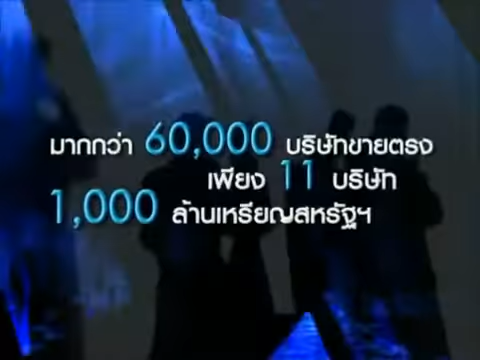 มากกว่า 60,000 บริษัทขายตรง
เพียง 11 บริษัท
1,000 ล้านเหรียญสหรัฐฯ